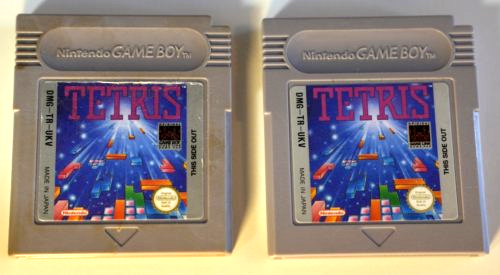 Nintendo GAME BOY TM
TETRIS
DMG-TR-UKV
MADE IN JAPAN
THIS SIDE OUT
Nintendo
Nintendo GAME BOY TM
TETRIS
DMG-TR-UKV
MADE IN JAPAN
THIS SIDE OUT
Nintendo